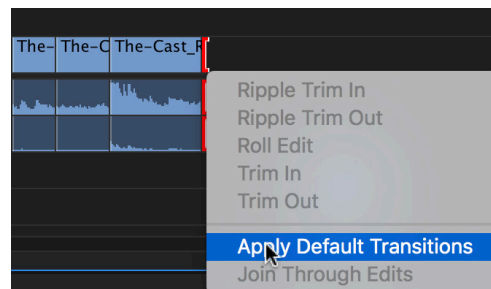 The- The-C The-Cast_R
Ripple Trim In
Ripple Trim Out
Roll Edit
Trim In
Trim Out
Apply Default Transitions
Join Through Edits